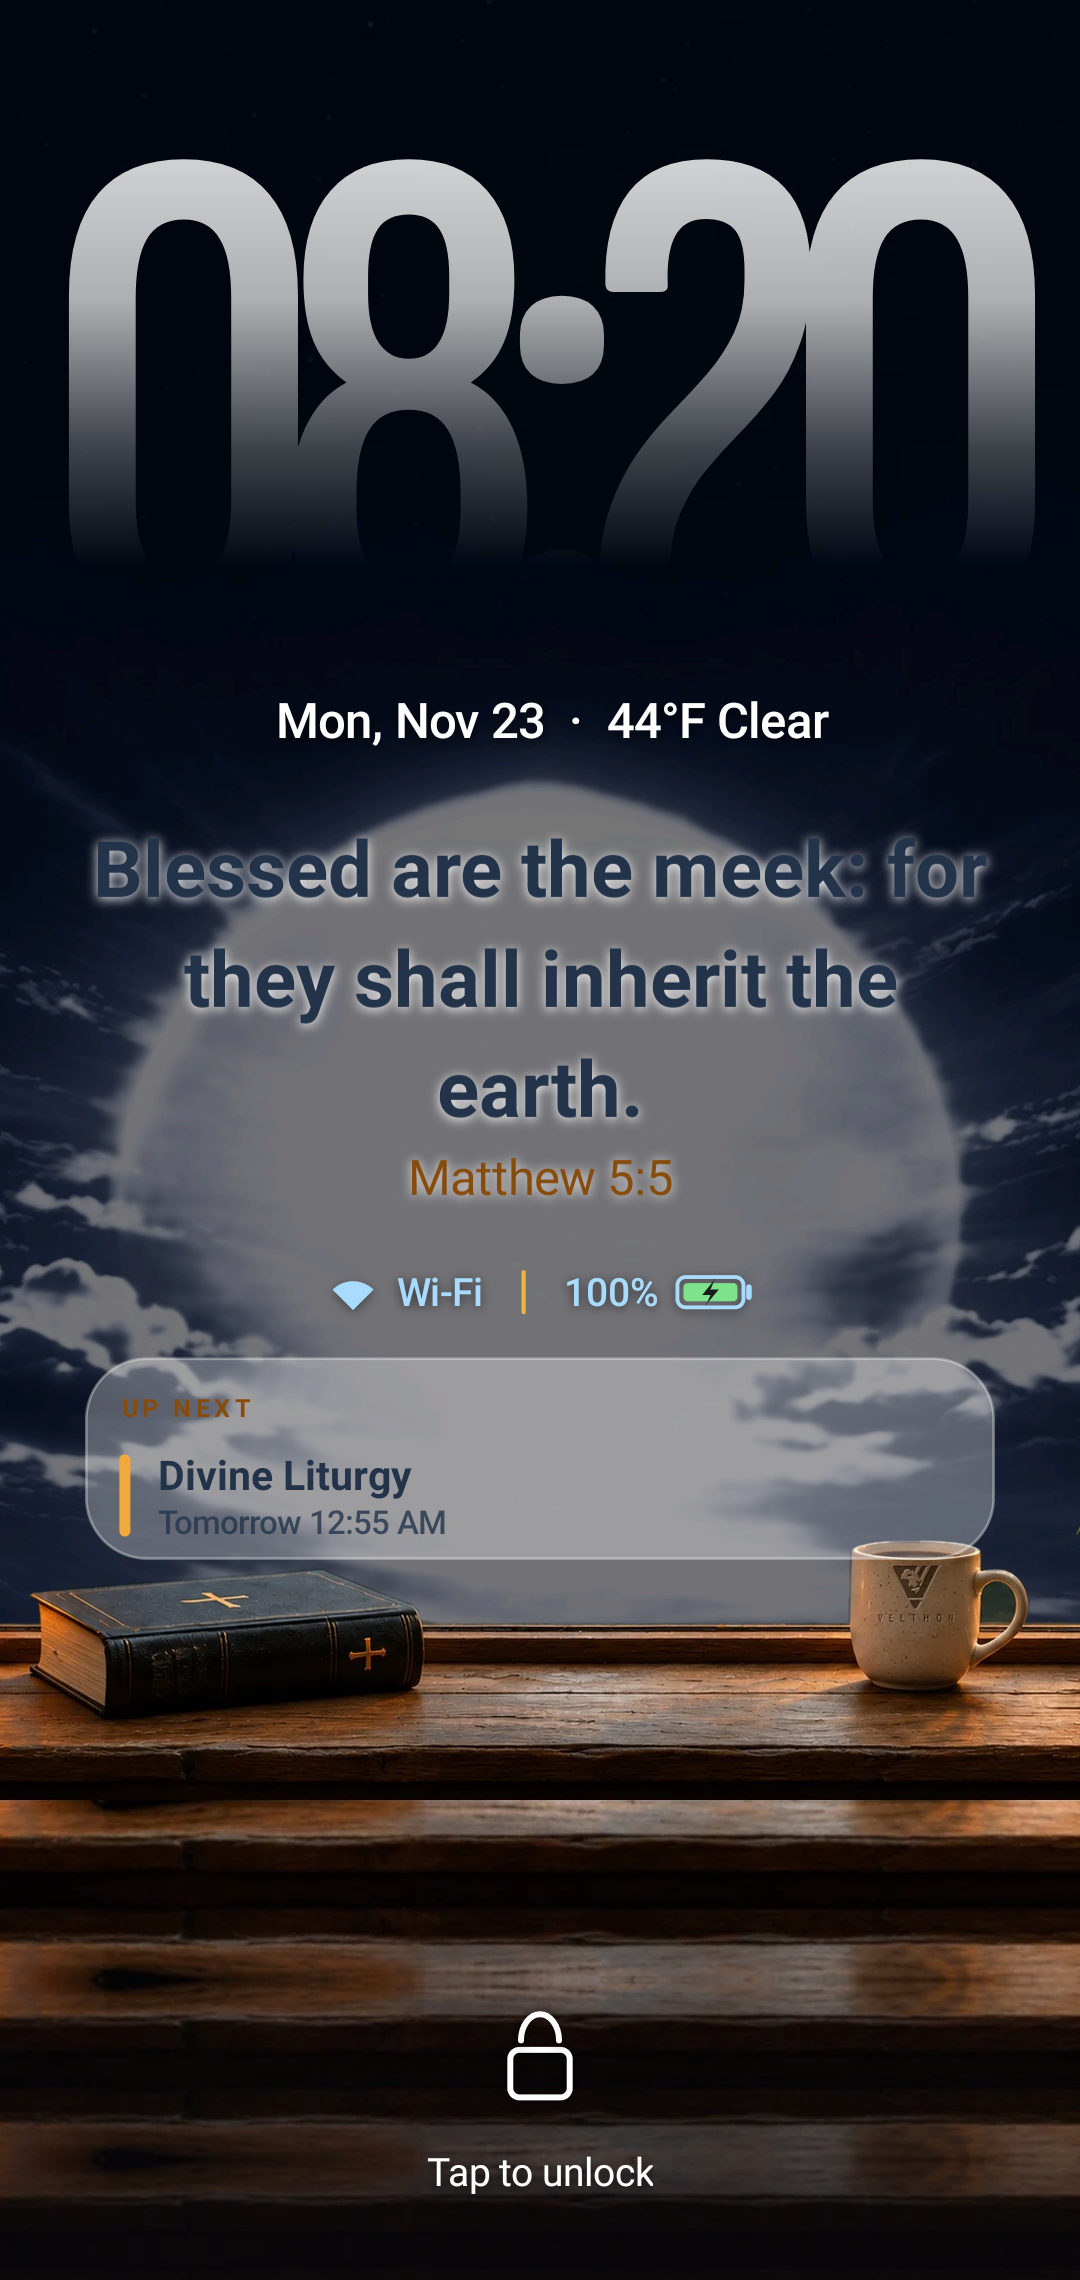 08:20
Mon, Nov 23 · 44°F Clear
Blessed are the meek: for
they shall inherit the
earth.
Matthew 5:5
Wi-Fi | 100%
UP NEXT
Divine Liturgy
Tomorrow 12:55 AM
VELTHON
Tap to unlock